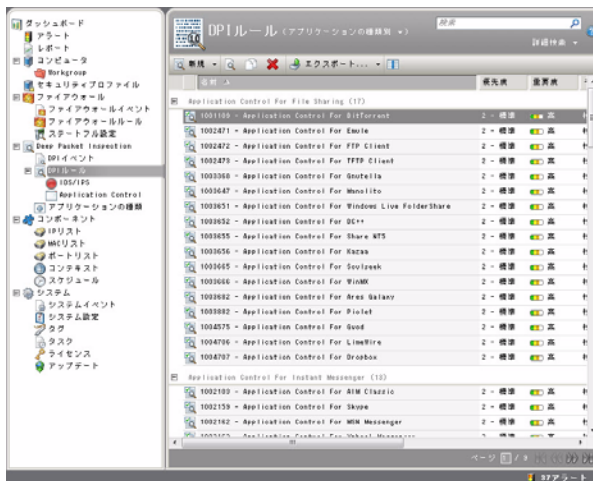 ダッシュボード
アラート
レポート
コンピュータ
Workgroup
セキュリティプロファイル
ファイアウォール
ファイアウォールイベント
ファイアウォールルール
ステートフル設定
Deep Packet Inspection
DPIイベント
DPIルール
IDS/IPS
Application Control
アプリケーションの種類
コンポーネント
IPリスト
MACリスト
ポートリスト
コンテキスト
スケジュール
システム
システムイベント
システム設定
タグ
タスク
ライセンス
アップデート
DPIルール (アプリケーションの種類別)
検索
詳細検索
新規
エクスポート...
名前 優先度 重要度
Application Control For File Sharing (17)
1001109 - Application Control For BitTorrent 2 - 標準 高
1002471 - Application Control For Emule 2 - 標準 高
1002472 - Application Control For FTP Client 2 - 標準 高
1002473 - Application Control For TFTP Client 2 - 標準 高
1003360 - Application Control For Gnutella 2 - 標準 高
1003647 - Application Control For Manolito 2 - 標準 高
1003651 - Application Control For Windows Live FolderShare 2 - 標準 高
1003652 - Application Control For DC++ 2 - 標準 高
1003655 - Application Control For Share NT5 2 - 標準 高
1003656 - Application Control For Kazaa 2 - 標準 高
1003665 - Application Control For Soulseek 2 - 標準 高
1003666 - Application Control For WinMX 2 - 標準 高
1003682 - Application Control For Ares Galaxy 2 - 標準 高
1003882 - Application Control For Piolet 2 - 標準 高
1004575 - Application Control For Guod 2 - 標準 高
1004706 - Application Control For LimeWire 2 - 標準 高
1004707 - Application Control For Dropbox 2 - 標準 高
Application Control For Instant Messenger (13)
1002103 - Application Control For AIM Classic 2 - 標準 高
1002159 - Application Control For Skype 2 - 標準 高
1002162 - Application Control For MSN Messenger 2 - 標準 高
ページ
37アラート